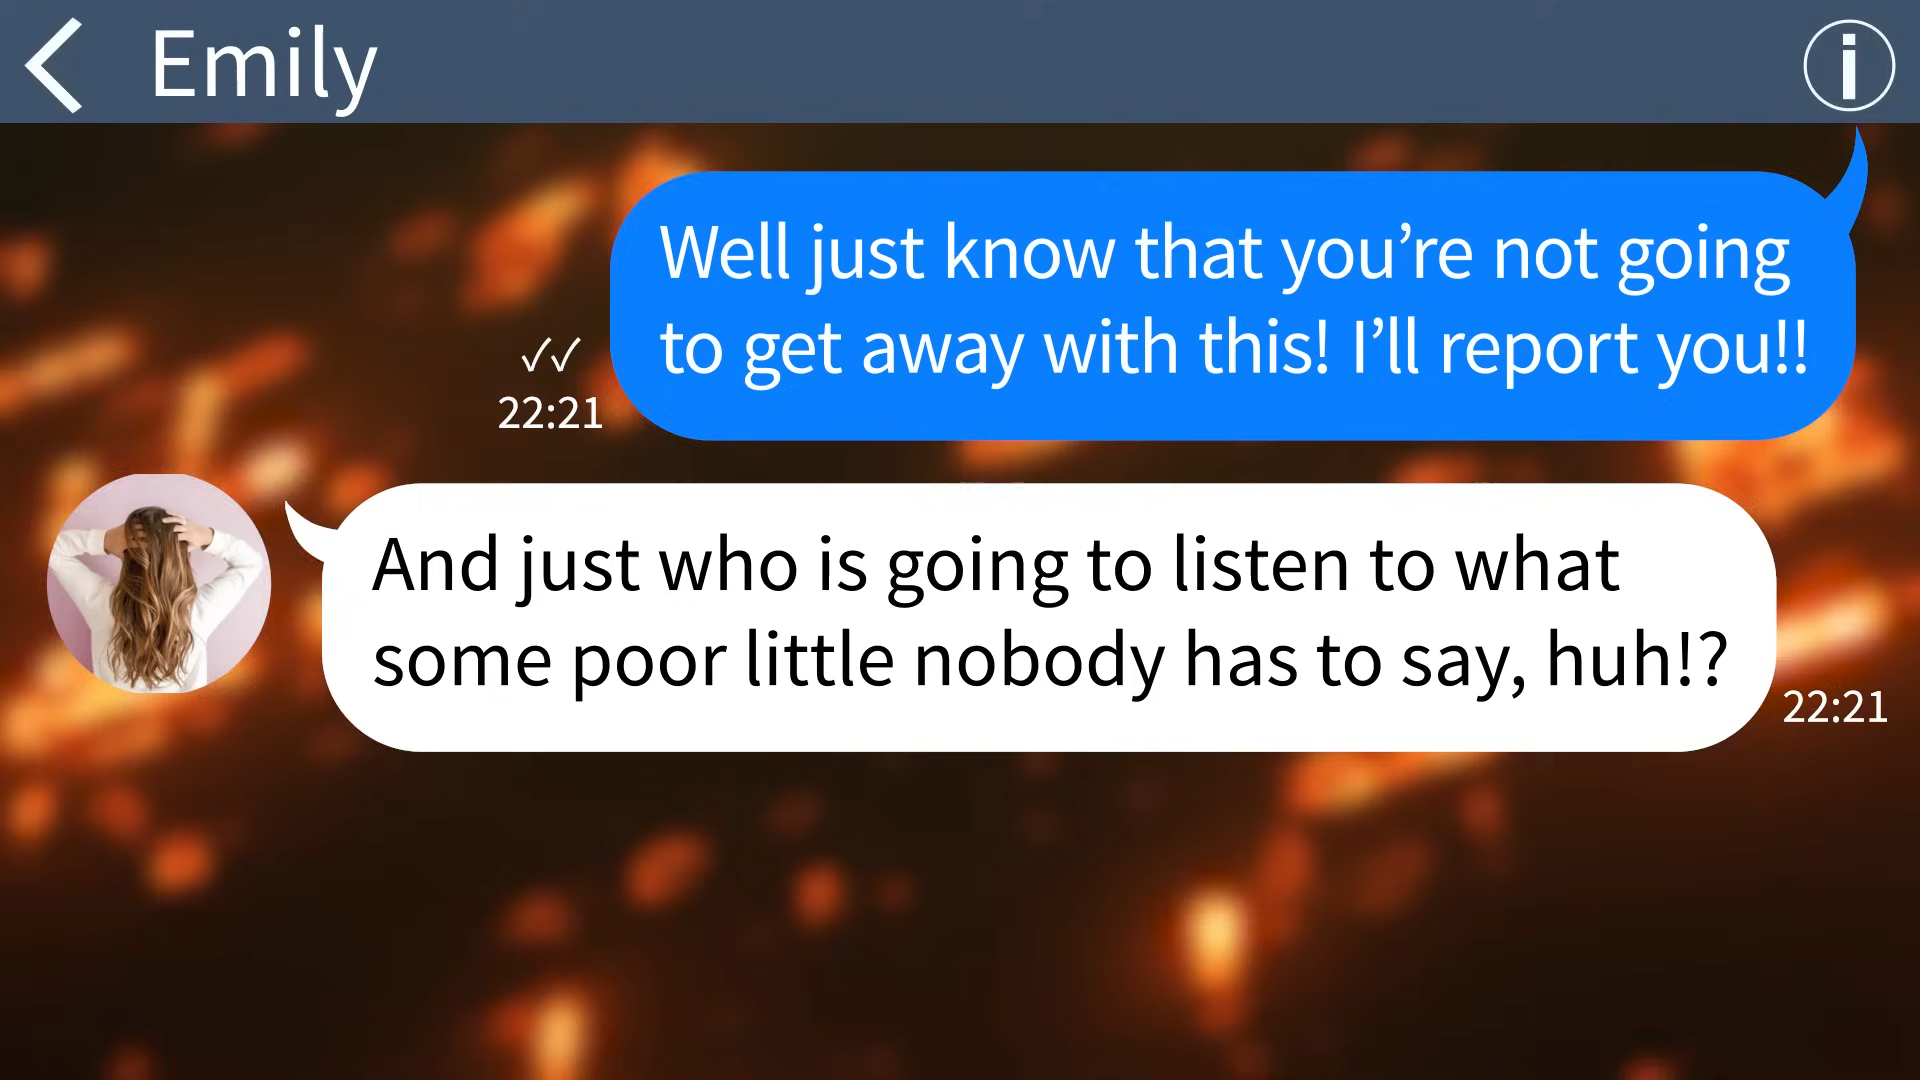 Emily
Well just know that you’re not going
to get away with this! I’ll report you!!
✓✓
22:21
And just who is going to listen to what
some poor little nobody has to say, huh!?
22:21